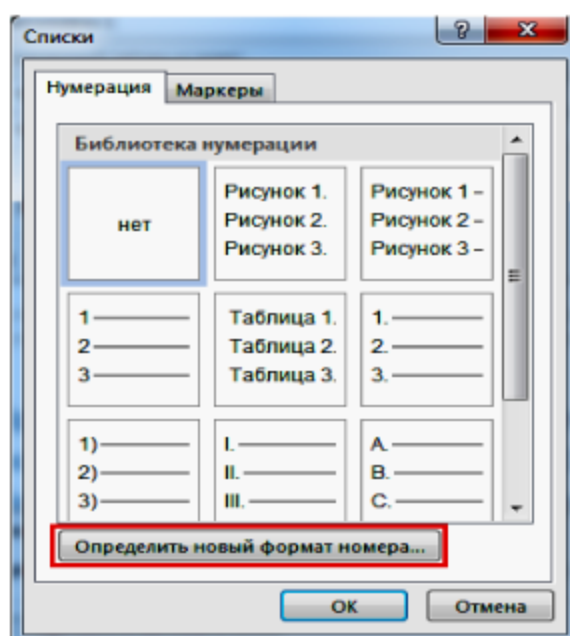 Списки
Нумерация Маркеры
Библиотека нумерации
нет
Рисунок 1.
Рисунок 2.
Рисунок 3.
Рисунок 1 –
Рисунок 2 –
Рисунок 3 –
1
2
3
Таблица 1.
Таблица 2.
Таблица 3.
1.
2.
3.
1)
2)
3)
I.
II.
III.
A.
B.
C.
Определить новый формат номера...
ОК Отмена